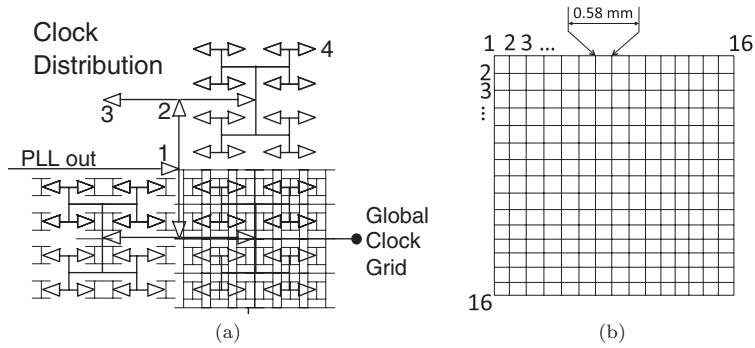 Clock
Distribution
4
3
2
1
PLL out
Global
Clock
Grid
(a)
0.58 mm
1 2 3 ... 16
2
3
...
16
(b)